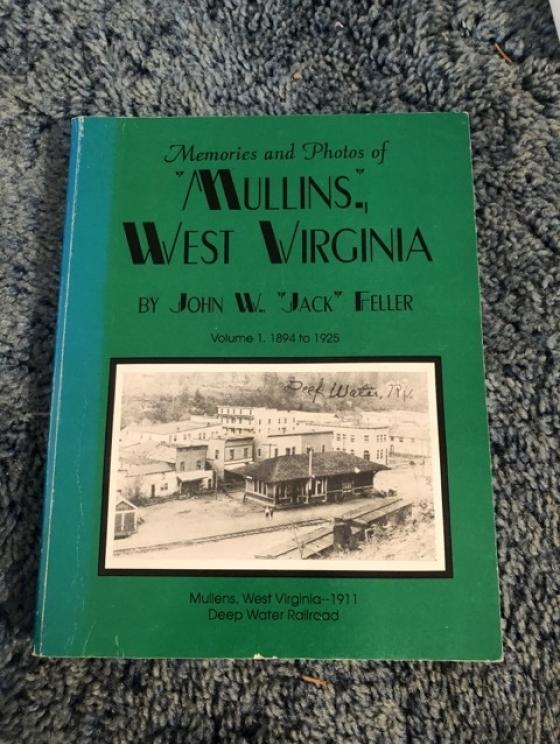 Memories and Photos of
"MULLINS",
WEST VIRGINIA
BY JOHN W. "JACK" FELLER
Volume 1. 1894 to 1925
Deep Water, Ry.
Mullens, West Virginia--1911
Deep Water Railroad